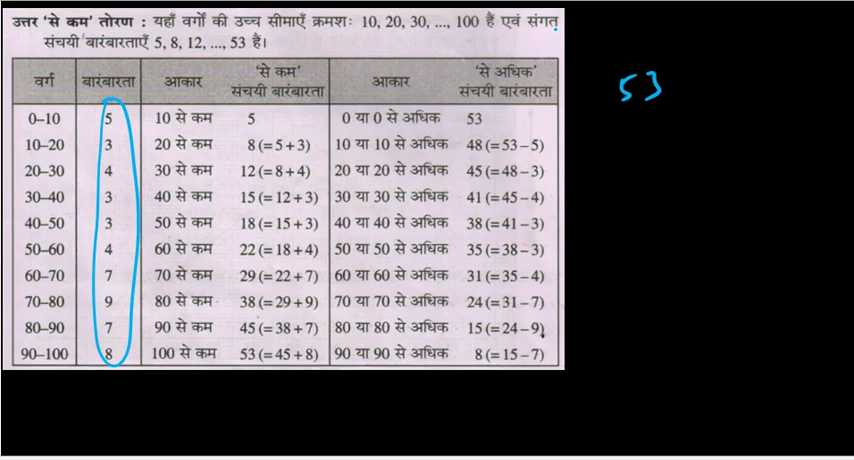 उत्तर 'से कम' तोरण : यहाँ वर्गों की उच्च सीमाएँ क्रमशः 10, 20, 30, ..., 100 हैं एवं संगत
संचयी बारंबारताएँ 5, 8, 12, ..., 53 हैं।
53
वर्ग बारंबारता आकार 'से कम' संचयी बारंबारता आकार 'से अधिक' संचयी बारंबारता
0–10 5 10 से कम 5 0 या 0 से अधिक 53
10–20 3 20 से कम 8 (= 5 + 3) 10 या 10 से अधिक 48 (= 53 – 5)
20–30 4 30 से कम 12 (= 8 + 4) 20 या 20 से अधिक 45 (= 48 – 3)
30–40 3 40 से कम 15 (= 12 + 3) 30 या 30 से अधिक 41 (= 45 – 4)
40–50 3 50 से कम 18 (= 15 + 3) 40 या 40 से अधिक 38 (= 41 – 3)
50–60 4 60 से कम 22 (= 18 + 4) 50 या 50 से अधिक 35 (= 38 – 3)
60–70 7 70 से कम 29 (= 22 + 7) 60 या 60 से अधिक 31 (= 35 – 4)
70–80 9 80 से कम 38 (= 29 + 9) 70 या 70 से अधिक 24 (= 31 – 7)
80–90 7 90 से कम 45 (= 38 + 7) 80 या 80 से अधिक 15 (= 24 – 9)
90–100 8 100 से कम 53 (= 45 + 8) 90 या 90 से अधिक 8 (= 15 – 7)